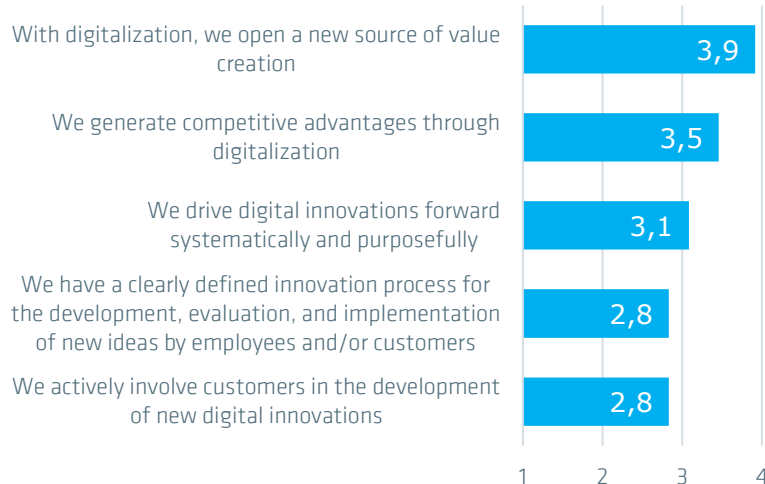 With digitalization, we open a new source of value
creation
3,9
We generate competitive advantages through
digitalization
3,5
We drive digital innovations forward
systematically and purposefully
3,1
We have a clearly defined innovation process for
the development, evaluation, and implementation
of new ideas by employees and/or customers
2,8
We actively involve customers in the development
of new digital innovations
2,8
1 2 3 4